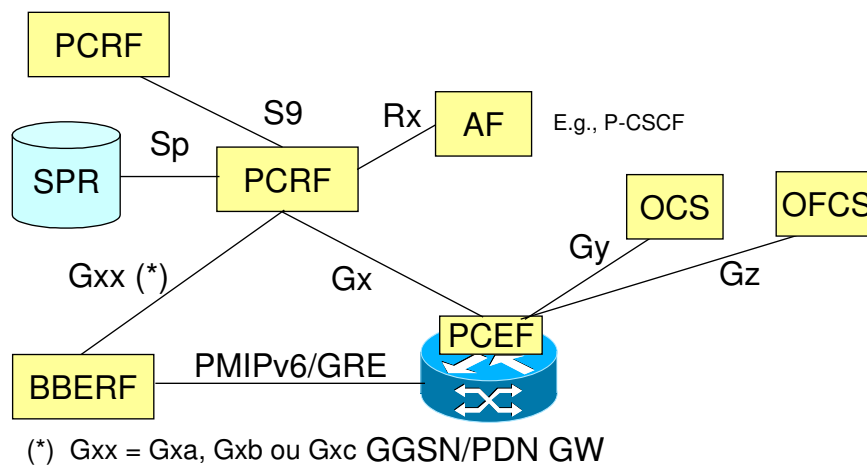 PCRF
S9
Rx
AF
E.g., P-CSCF
Sp
SPR
PCRF
OCS
OFCS
Gy
Gz
Gxx (*)
Gx
PCEF
PMIPv6/GRE
BBERF
(*) Gxx = Gxa, Gxb ou Gxc GGSN/PDN GW